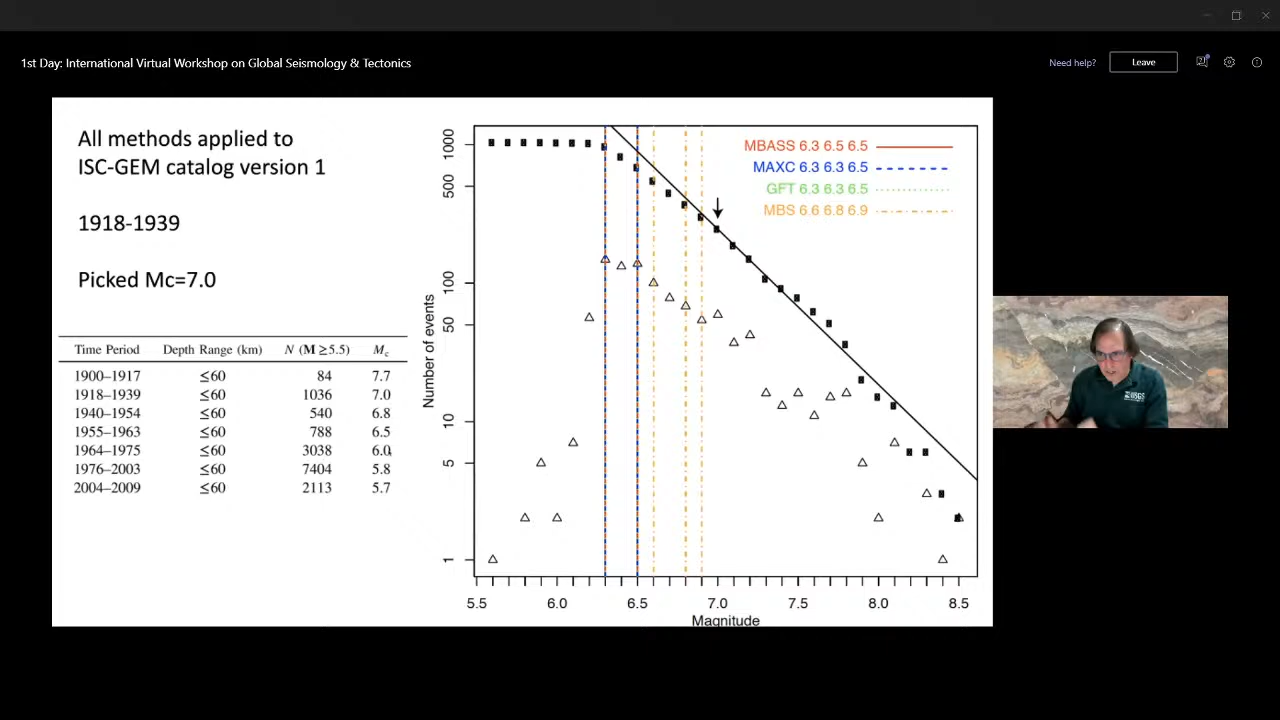 1st Day: International Virtual Workshop on Global Seismology & Tectonics
Need help?
Leave
All methods applied to
ISC-GEM catalog version 1
1918-1939
Picked Mc=7.0
Time Period Depth Range (km) N (M ≥5.5) Mc
1900–1917 ≤60 84 7.7
1918–1939 ≤60 1036 7.0
1940–1954 ≤60 540 6.8
1955–1963 ≤60 788 6.5
1964–1975 ≤60 3038 6.0
1976–2003 ≤60 7404 5.8
2004–2009 ≤60 2113 5.7
MBASS 6.3 6.5 6.5
MAXC 6.3 6.3 6.5
GFT 6.3 6.3 6.5
MBS 6.6 6.8 6.9
Number of events
1000
500
100
50
10
5
1
5.5 6.0 6.5 7.0 7.5 8.0 8.5
Magnitude
USGS